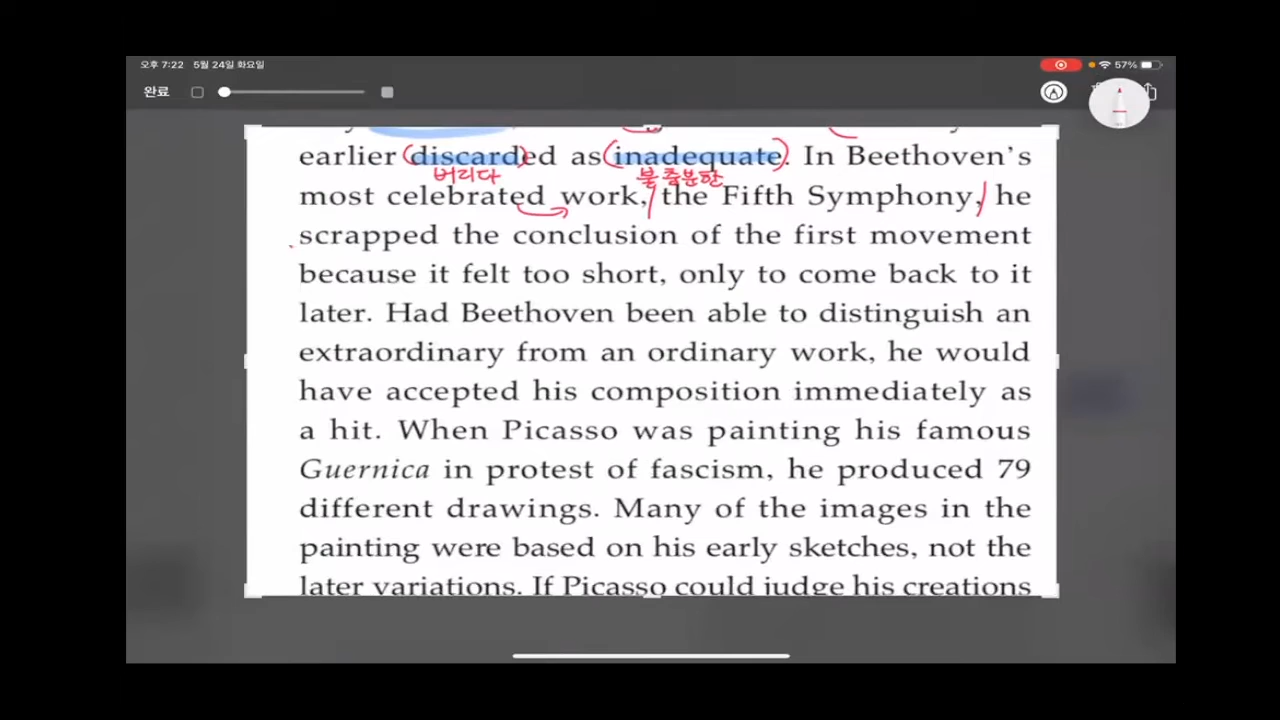 오후 7:22 5월 24일 화요일
57%
완료
earlier discarded as inadequate. In Beethoven's
버리다 불충분한
most celebrated work, the Fifth Symphony, he
scrapped the conclusion of the first movement
because it felt too short, only to come back to it
later. Had Beethoven been able to distinguish an
extraordinary from an ordinary work, he would
have accepted his composition immediately as
a hit. When Picasso was painting his famous
Guernica in protest of fascism, he produced 79
different drawings. Many of the images in the
painting were based on his early sketches, not the
later variations. If Picasso could judge his creations